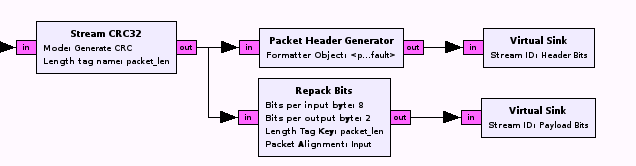 in
Stream CRC32
Mode: Generate CRC
Length tag name: packet_len
out
in
Packet Header Generator
Formatter Object: <p...fault>
out
in
Virtual Sink
Stream ID: Header Bits
in
Repack Bits
Bits per input byte: 8
Bits per output byte: 2
Length Tag Key: packet_len
Packet Alignment: Input
out
in
Virtual Sink
Stream ID: Payload Bits